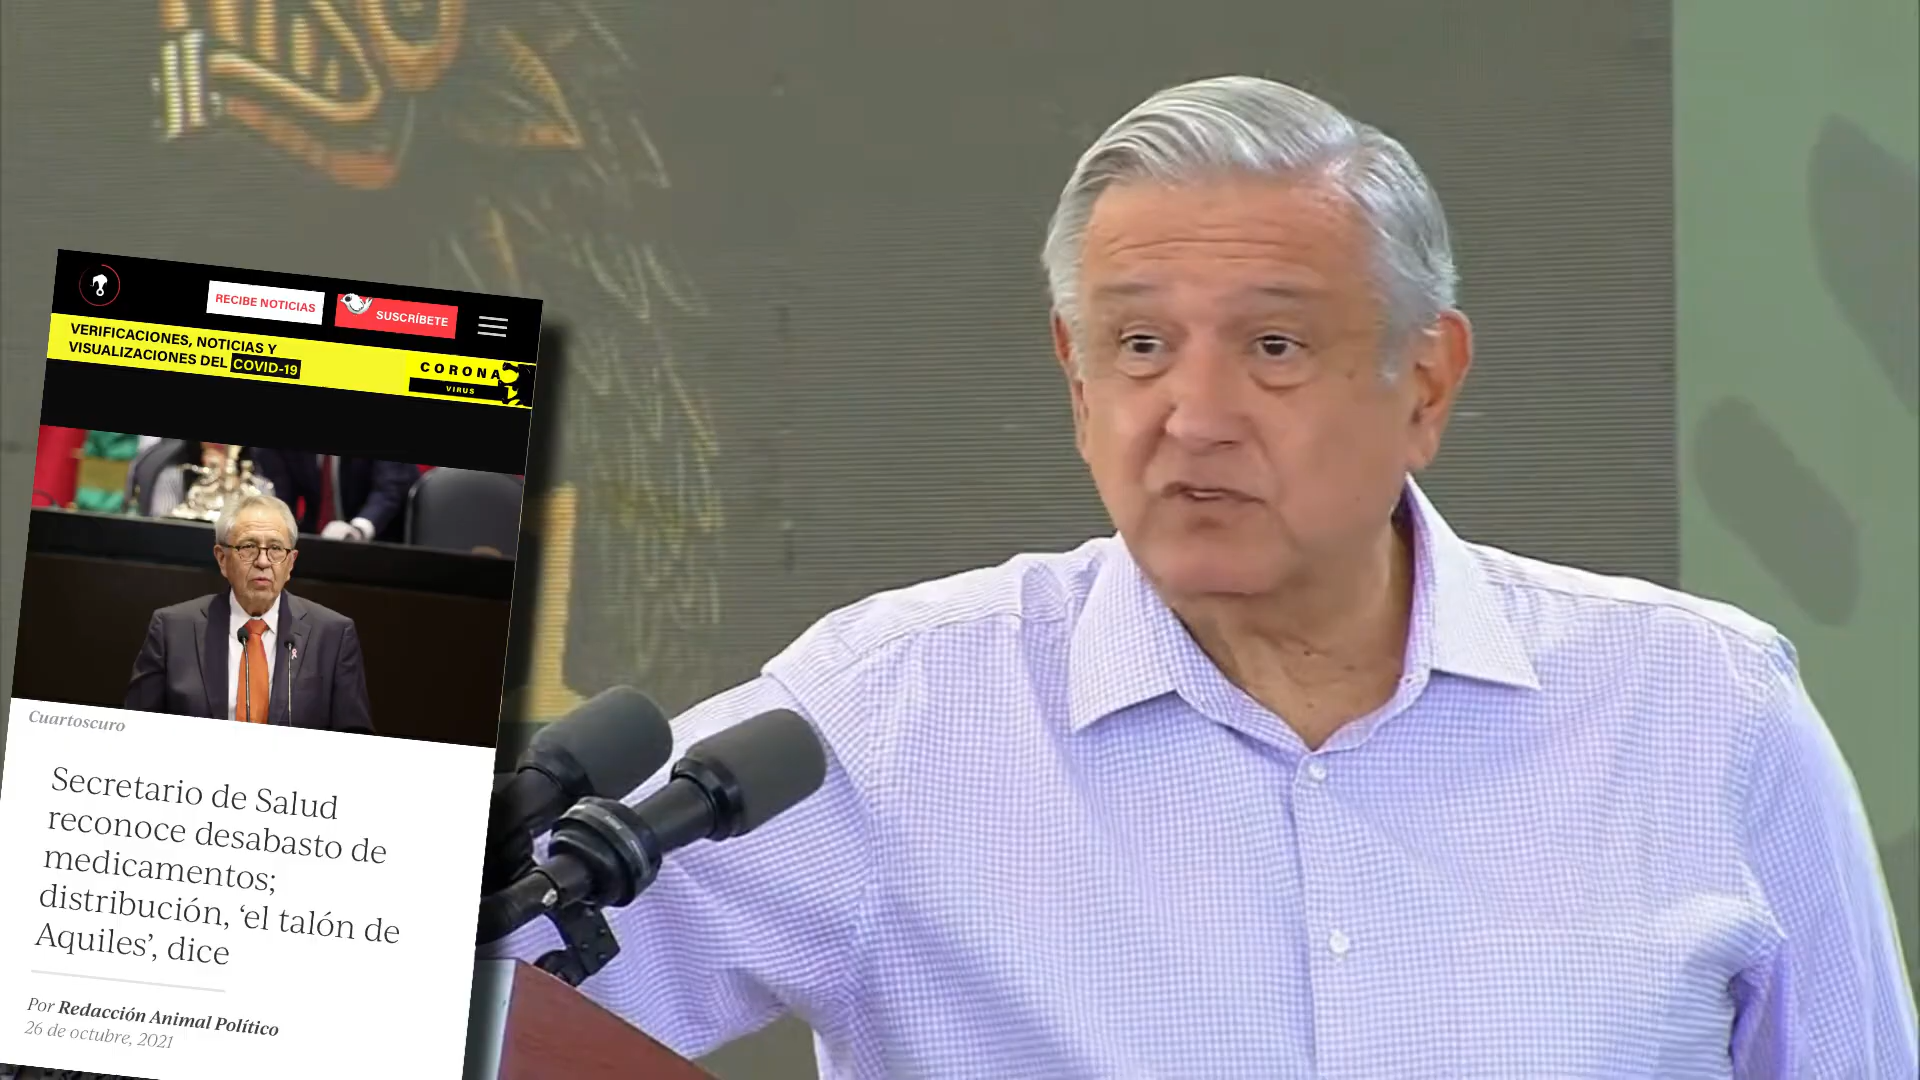 RECIBE NOTICIAS
SUSCRÍBETE
VERIFICACIONES, NOTICIAS Y
VISUALIZACIONES DEL COVID-19
CORONA
VIRUS
Cuartoscuro
Secretario de Salud
reconoce desabasto de
medicamentos;
distribución, ‘el talón de
Aquiles’, dice
Por Redacción Animal Político
26 de octubre, 2021